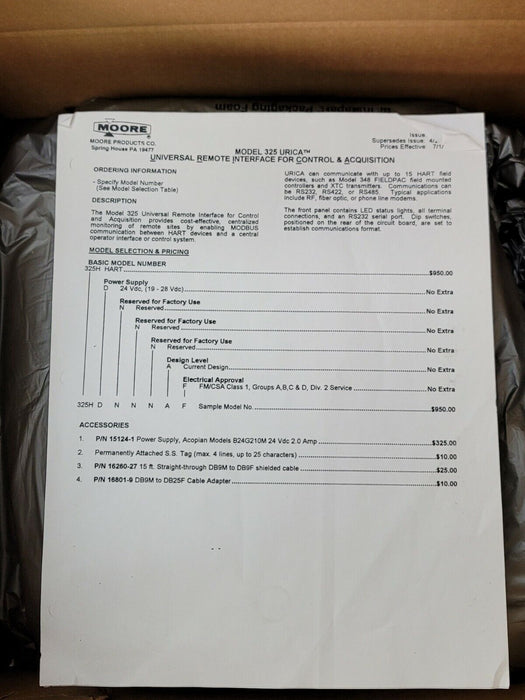 Instapak Packaging Foam
MOORE
MOORE PRODUCTS CO.
Spring House PA 19477
Issue:
Supersedes Issue: 4/
Prices Effective 7/1/
MODEL 325 URICA™
UNIVERSAL REMOTE INTERFACE FOR CONTROL & ACQUISITION
ORDERING INFORMATION
- Specify Model Number
(See Model Selection Table)
DESCRIPTION
The Model 325 Universal Remote Interface for Control
and Acquisition provides cost-effective, centralized
monitoring of remote sites by enabling MODBUS
communication between HART devices and a central
operator interface or control system.
URICA can communicate with up to 15 HART field
devices, such as Model 348 FIELDPAC field mounted
controllers and XTC transmitters. Communications can
be RS232, RS422, or RS485. Typical applications
include RF, fiber optic, or phone line modems.
The front panel contains LED status lights, all terminal
connections, and an RS232 serial port. Dip switches,
positioned on the rear of the circuit board, are set to
establish communications format.
MODEL SELECTION & PRICING
BASIC MODEL NUMBER
325H HART $950.00
Power Supply
D 24 Vdc, (19 - 28 Vdc) No Extra
Reserved for Factory Use
N Reserved No Extra
Reserved for Factory Use
N Reserved No Extra
Reserved for Factory Use
N Reserved No Extra
Design Level
A Current Design No Extra
Electrical Approval
F FM/CSA Class 1, Groups A,B,C & D, Div. 2 Service No Extra
325H D N N N A F Sample Model No. $950.00
ACCESSORIES
1. P/N 15124-1 Power Supply, Acopian Models B24G210M 24 Vdc 2.0 Amp $325.00
2. Permanently Attached S.S. Tag (max. 4 lines, up to 25 characters) $10.00
3. P/N 16260-27 15 ft. Straight-through DB9M to DB9F shielded cable $25.00
4. P/N 16801-9 DB9M to DB25F Cable Adapter $10.00